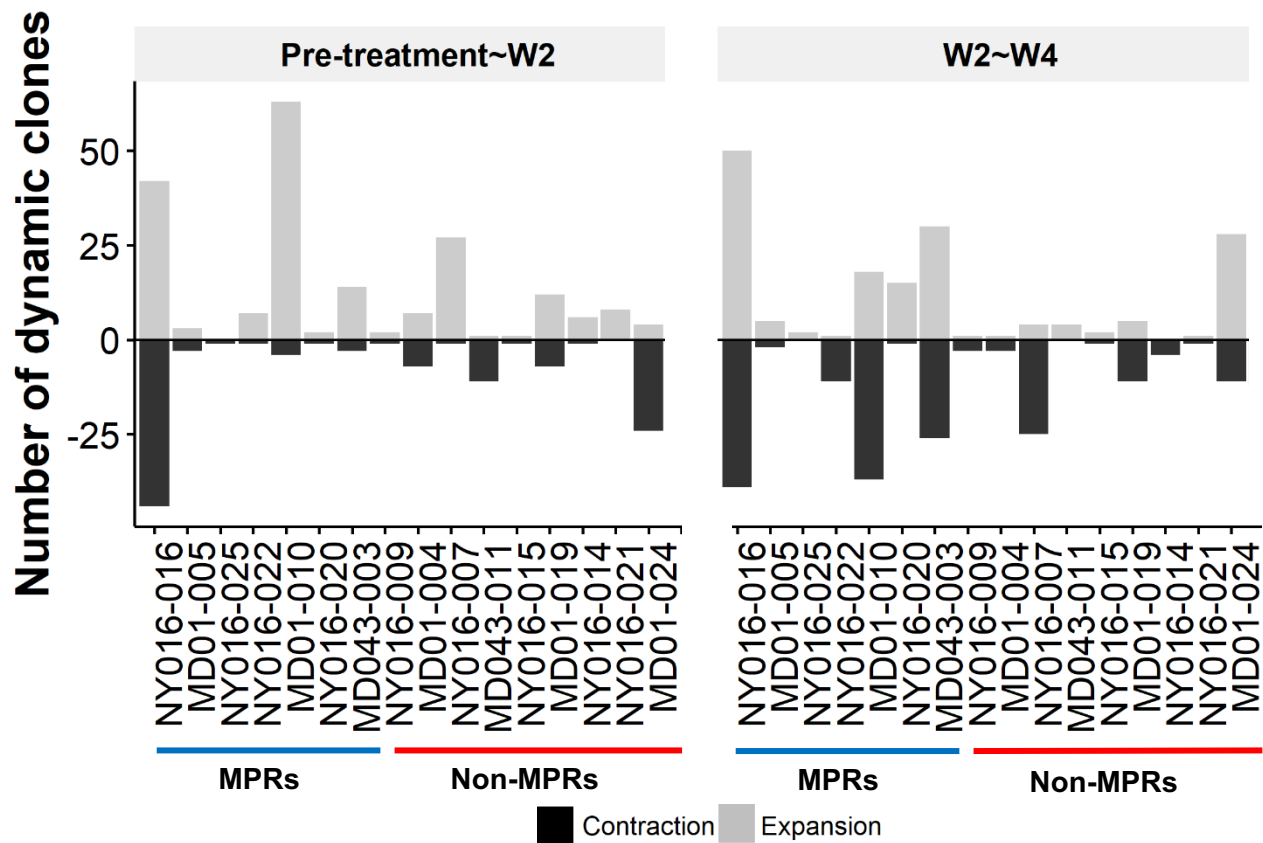 Number of dynamic clones
Pre-treatment~W2
W2~W4
50
25
0
-25
NY016-016
MD01-005
NY016-025
NY016-022
MD01-010
NY016-020
MD043-003
NY016-009
MD01-004
NY016-007
MD043-011
NY016-015
MD01-019
NY016-014
NY016-021
MD01-024
NY016-016
MD01-005
NY016-025
NY016-022
MD01-010
NY016-020
MD043-003
NY016-009
MD01-004
NY016-007
MD043-011
NY016-015
MD01-019
NY016-014
NY016-021
MD01-024
MPRs
Non-MPRs
MPRs
Non-MPRs
Contraction
Expansion